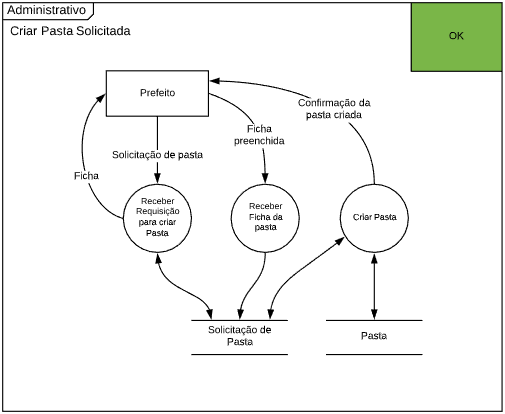 Administrativo
Criar Pasta Solicitada
OK
Prefeito
Confirmação da
pasta criada
Ficha
preenchida
Solicitação de pasta
Ficha
Receber
Requisição
para criar
Pasta
Receber
Ficha da
pasta
Criar Pasta
Solicitação de
Pasta
Pasta